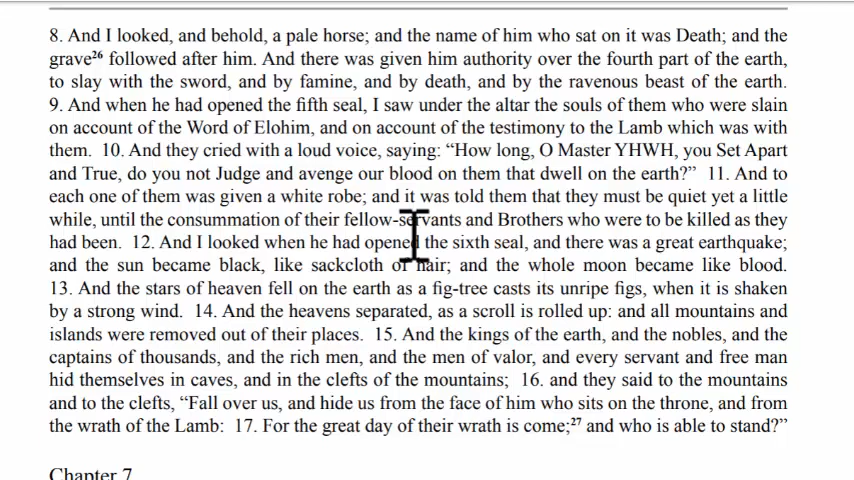 8. And I looked, and behold, a pale horse; and the name of him who sat on it was Death; and the
grave²⁶ followed after him. And there was given him authority over the fourth part of the earth,
to slay with the sword, and by famine, and by death, and by the ravenous beast of the earth.
9. And when he had opened the fifth seal, I saw under the altar the souls of them who were slain
on account of the Word of Elohim, and on account of the testimony to the Lamb which was with
them. 10. And they cried with a loud voice, saying: “How long, O Master YHWH, you Set Apart
and True, do you not Judge and avenge our blood on them that dwell on the earth?” 11. And to
each one of them was given a white robe; and it was told them that they must be quiet yet a little
while, until the consummation of their fellow-servants and Brothers who were to be killed as they
had been. 12. And I looked when he had opened the sixth seal, and there was a great earthquake;
and the sun became black, like sackcloth of hair; and the whole moon became like blood.
13. And the stars of heaven fell on the earth as a fig-tree casts its unripe figs, when it is shaken
by a strong wind. 14. And the heavens separated, as a scroll is rolled up: and all mountains and
islands were removed out of their places. 15. And the kings of the earth, and the nobles, and the
captains of thousands, and the rich men, and the men of valor, and every servant and free man
hid themselves in caves, and in the clefts of the mountains; 16. and they said to the mountains
and to the clefts, “Fall over us, and hide us from the face of him who sits on the throne, and from
the wrath of the Lamb: 17. For the great day of their wrath is come;²⁷ and who is able to stand?”
Chapter 7